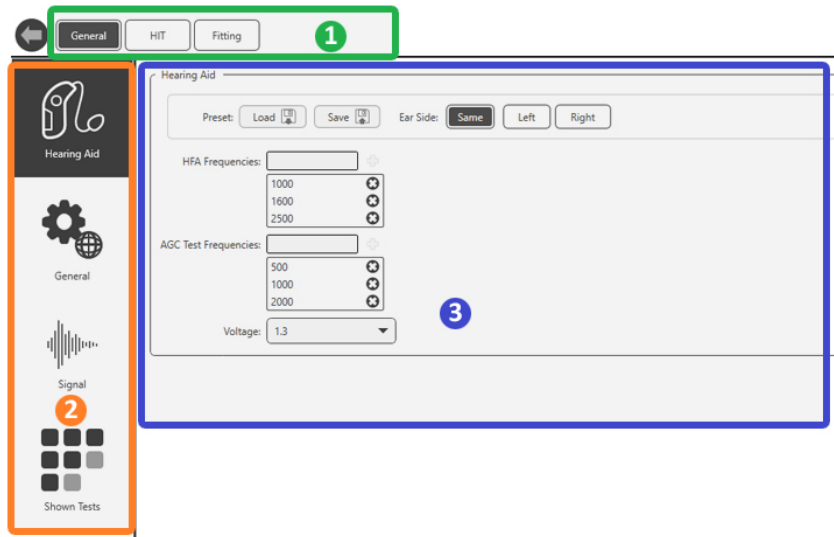 General HIT Fitting 1
Hearing Aid
Preset: Load Save Ear Side: Same Left Right
Hearing Aid
HFA Frequencies:
1000
1600
2500
AGC Test Frequencies:
500
1000
2000
General
3
Voltage: 1.3
Signal
2
Shown Tests